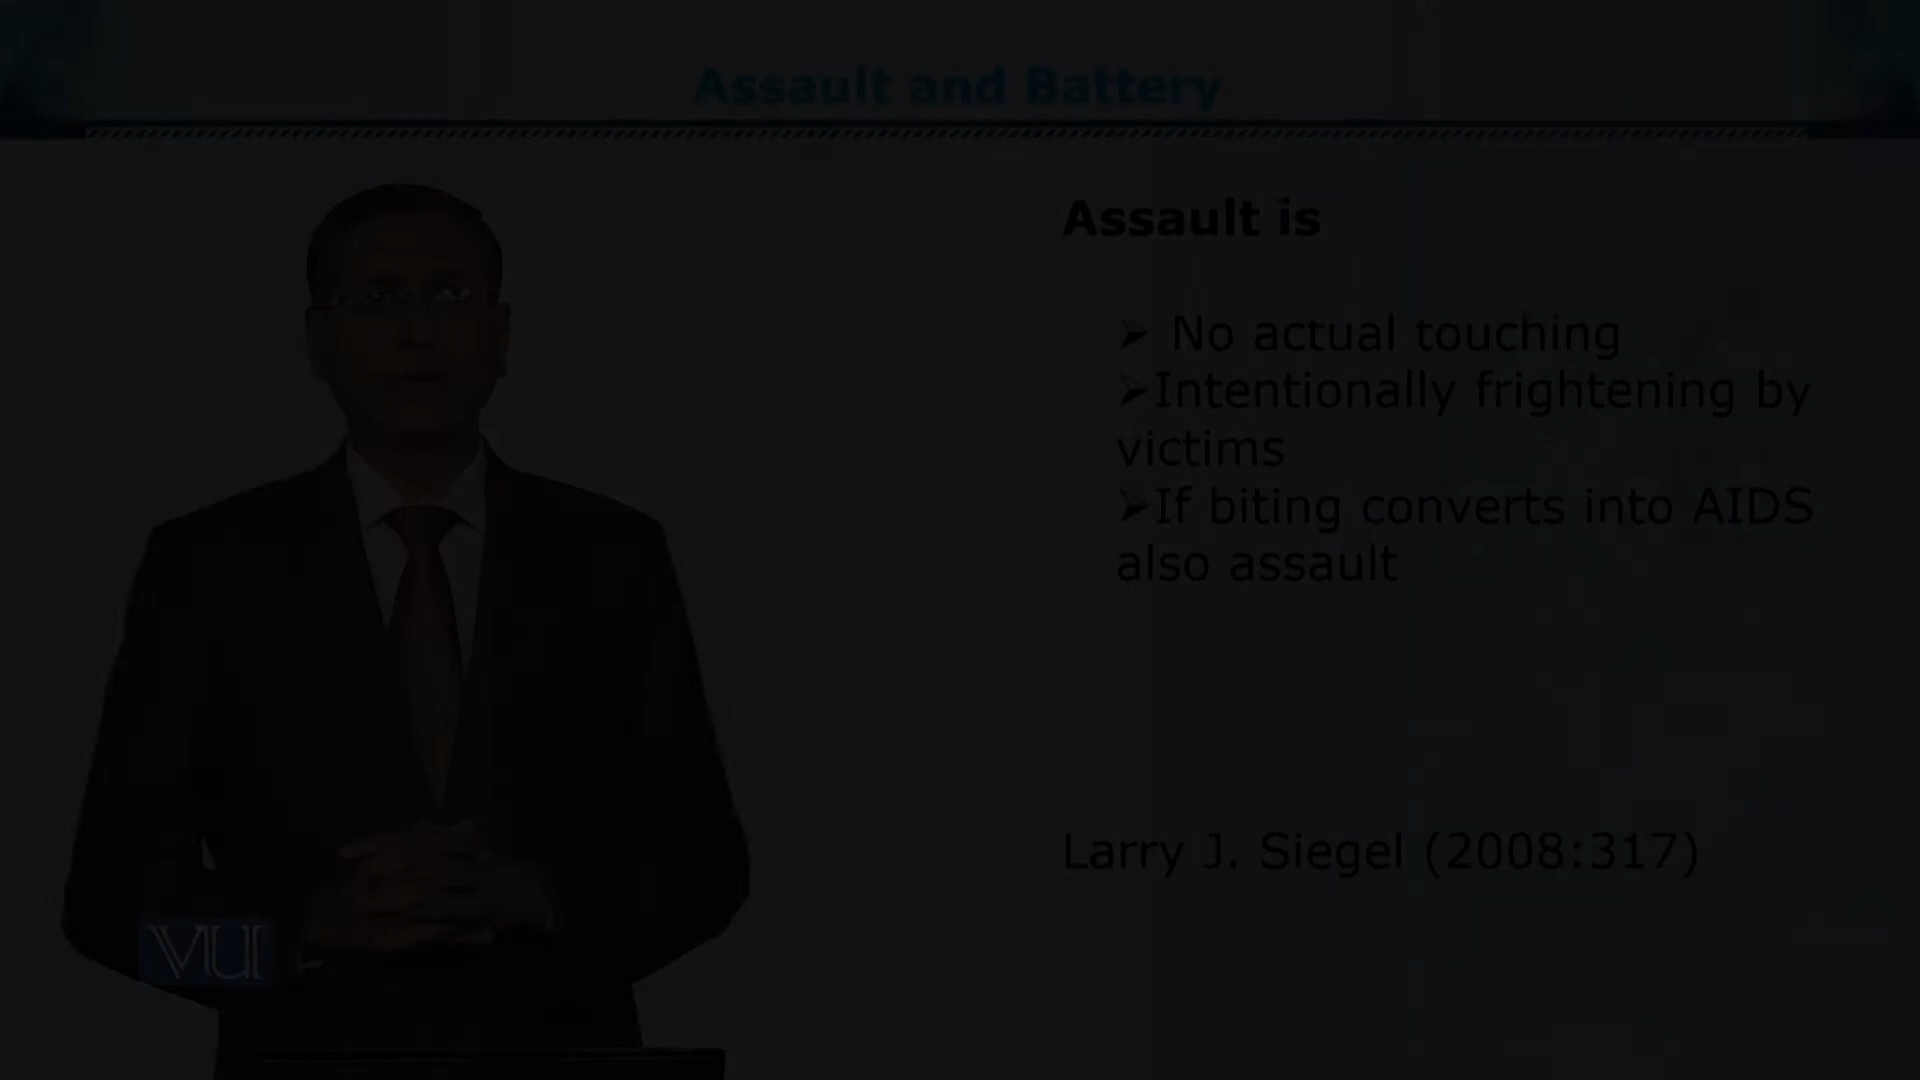 Assault and Battery
Assault is
➢ No actual touching
➢Intentionally frightening by
victims
➢If biting converts into AIDS
also assault
Larry J. Siegel (2008:317)
VU